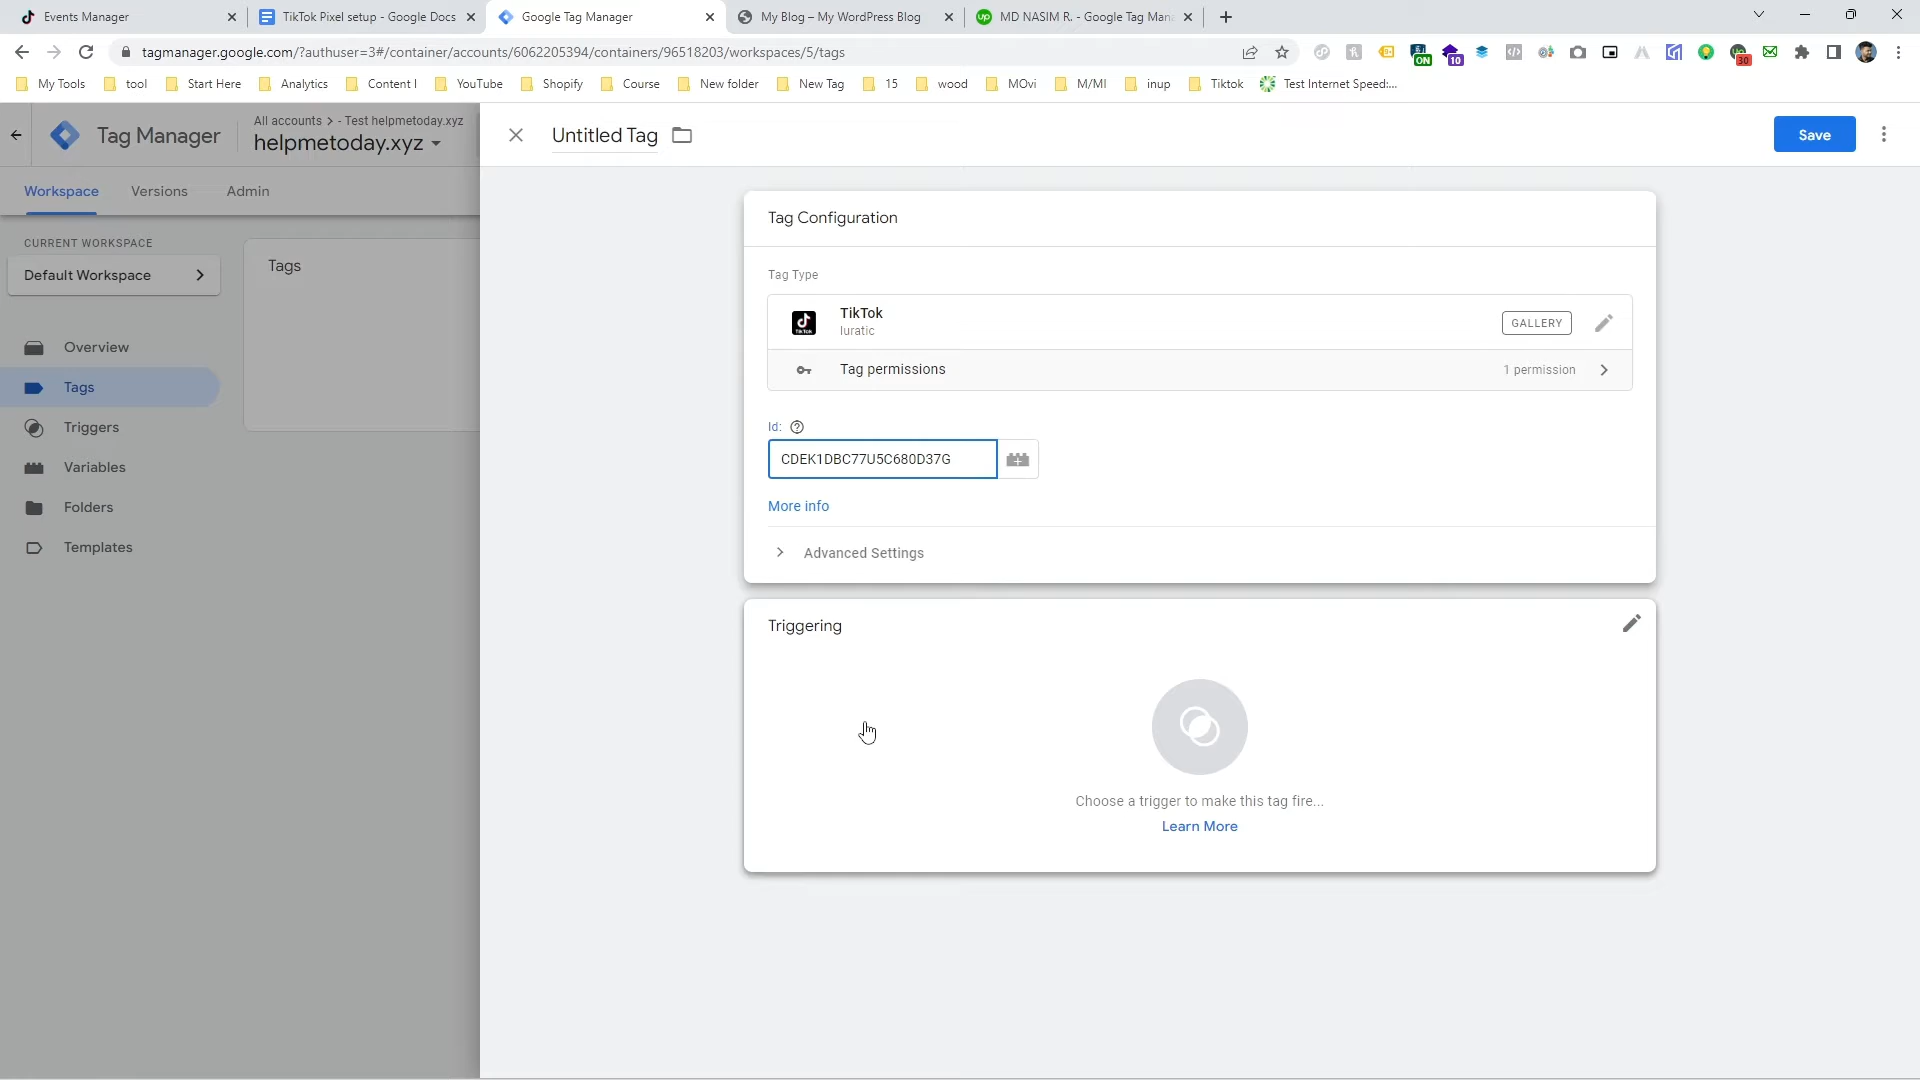 Events Manager
TikTok Pixel setup - Google Docs
Google Tag Manager
My Blog – My WordPress Blog
MD NASIM R. - Google Tag Man
tagmanager.google.com/?authuser=3#/container/accounts/6062205394/containers/96518203/workspaces/5/tags
ON
10
30
My Tools
tool
Start Here
Analytics
Content I
YouTube
Shopify
Course
New folder
New Tag
15
wood
MOvi
M/MI
inup
Tiktok
Test Internet Speed:...
Tag Manager
All accounts > - Test helpmetoday.xyz
helpmetoday.xyz
Untitled Tag
Save
Workspace
Versions
Admin
CURRENT WORKSPACE
Default Workspace
Tags
Overview
Tags
Triggers
Variables
Folders
Templates
Tag Configuration
Tag Type
TikTok
luratic
GALLERY
Tag permissions
1 permission
Id:
CDEK1DBC77U5C680D37G
More info
Advanced Settings
Triggering
Choose a trigger to make this tag fire...
Learn More